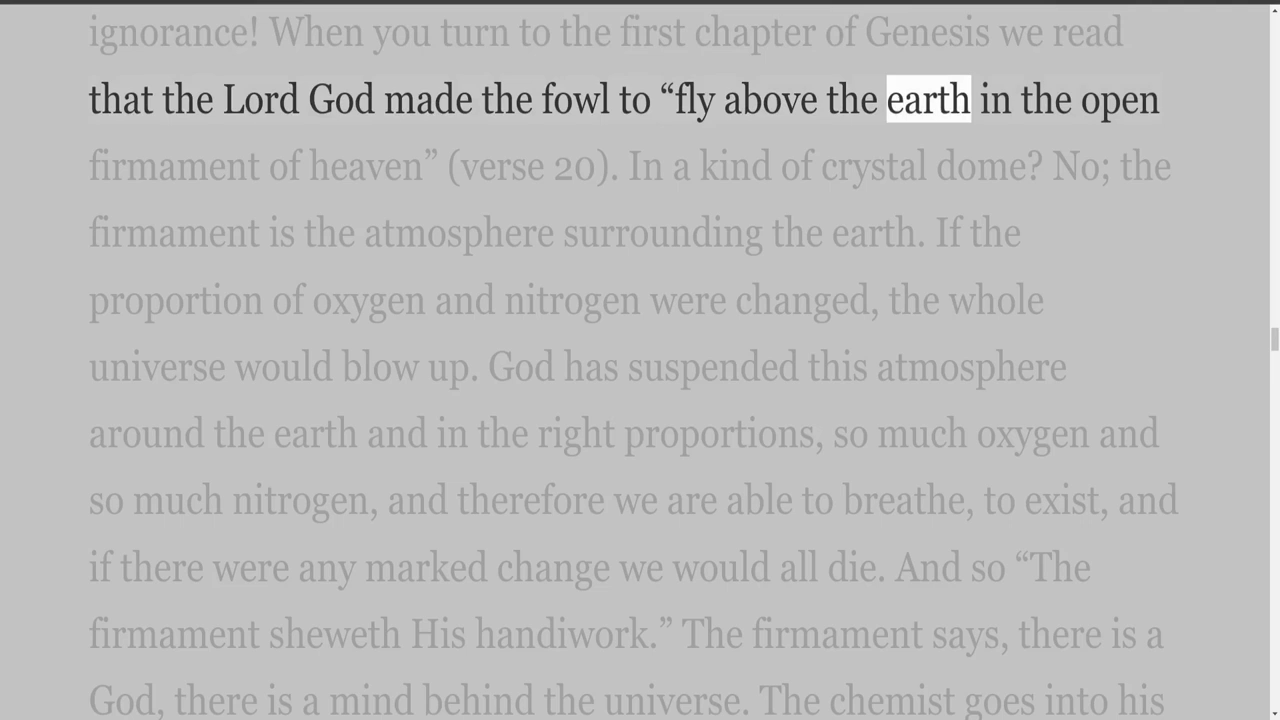 ignorance! When you turn to the first chapter of Genesis we read
that the Lord God made the fowl to “fly above the earth in the open
firmament of heaven” (verse 20). In a kind of crystal dome? No; the
firmament is the atmosphere surrounding the earth. If the
proportion of oxygen and nitrogen were changed, the whole
universe would blow up. God has suspended this atmosphere
around the earth and in the right proportions, so much oxygen and
so much nitrogen, and therefore we are able to breathe, to exist, and
if there were any marked change we would all die. And so “The
firmament sheweth His handiwork.” The firmament says, there is a
God, there is a mind behind the universe. The chemist goes into his